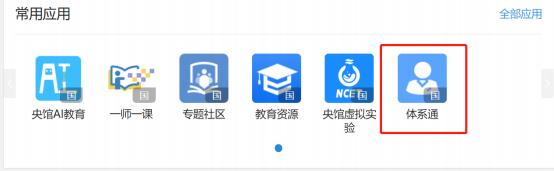 常用应用
全部应用
AI
国
国
国
国
NCET
国
国
央馆AI教育
一师一课
专题社区
教育资源
央馆虚拟实
验
体系通